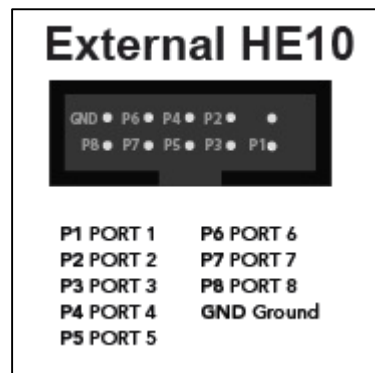 External HE10
GND P6 P4 P2
P8 P7 P5 P3 P1
P1 PORT 1
P2 PORT 2
P3 PORT 3
P4 PORT 4
P5 PORT 5
P6 PORT 6
P7 PORT 7
P8 PORT 8
GND Ground